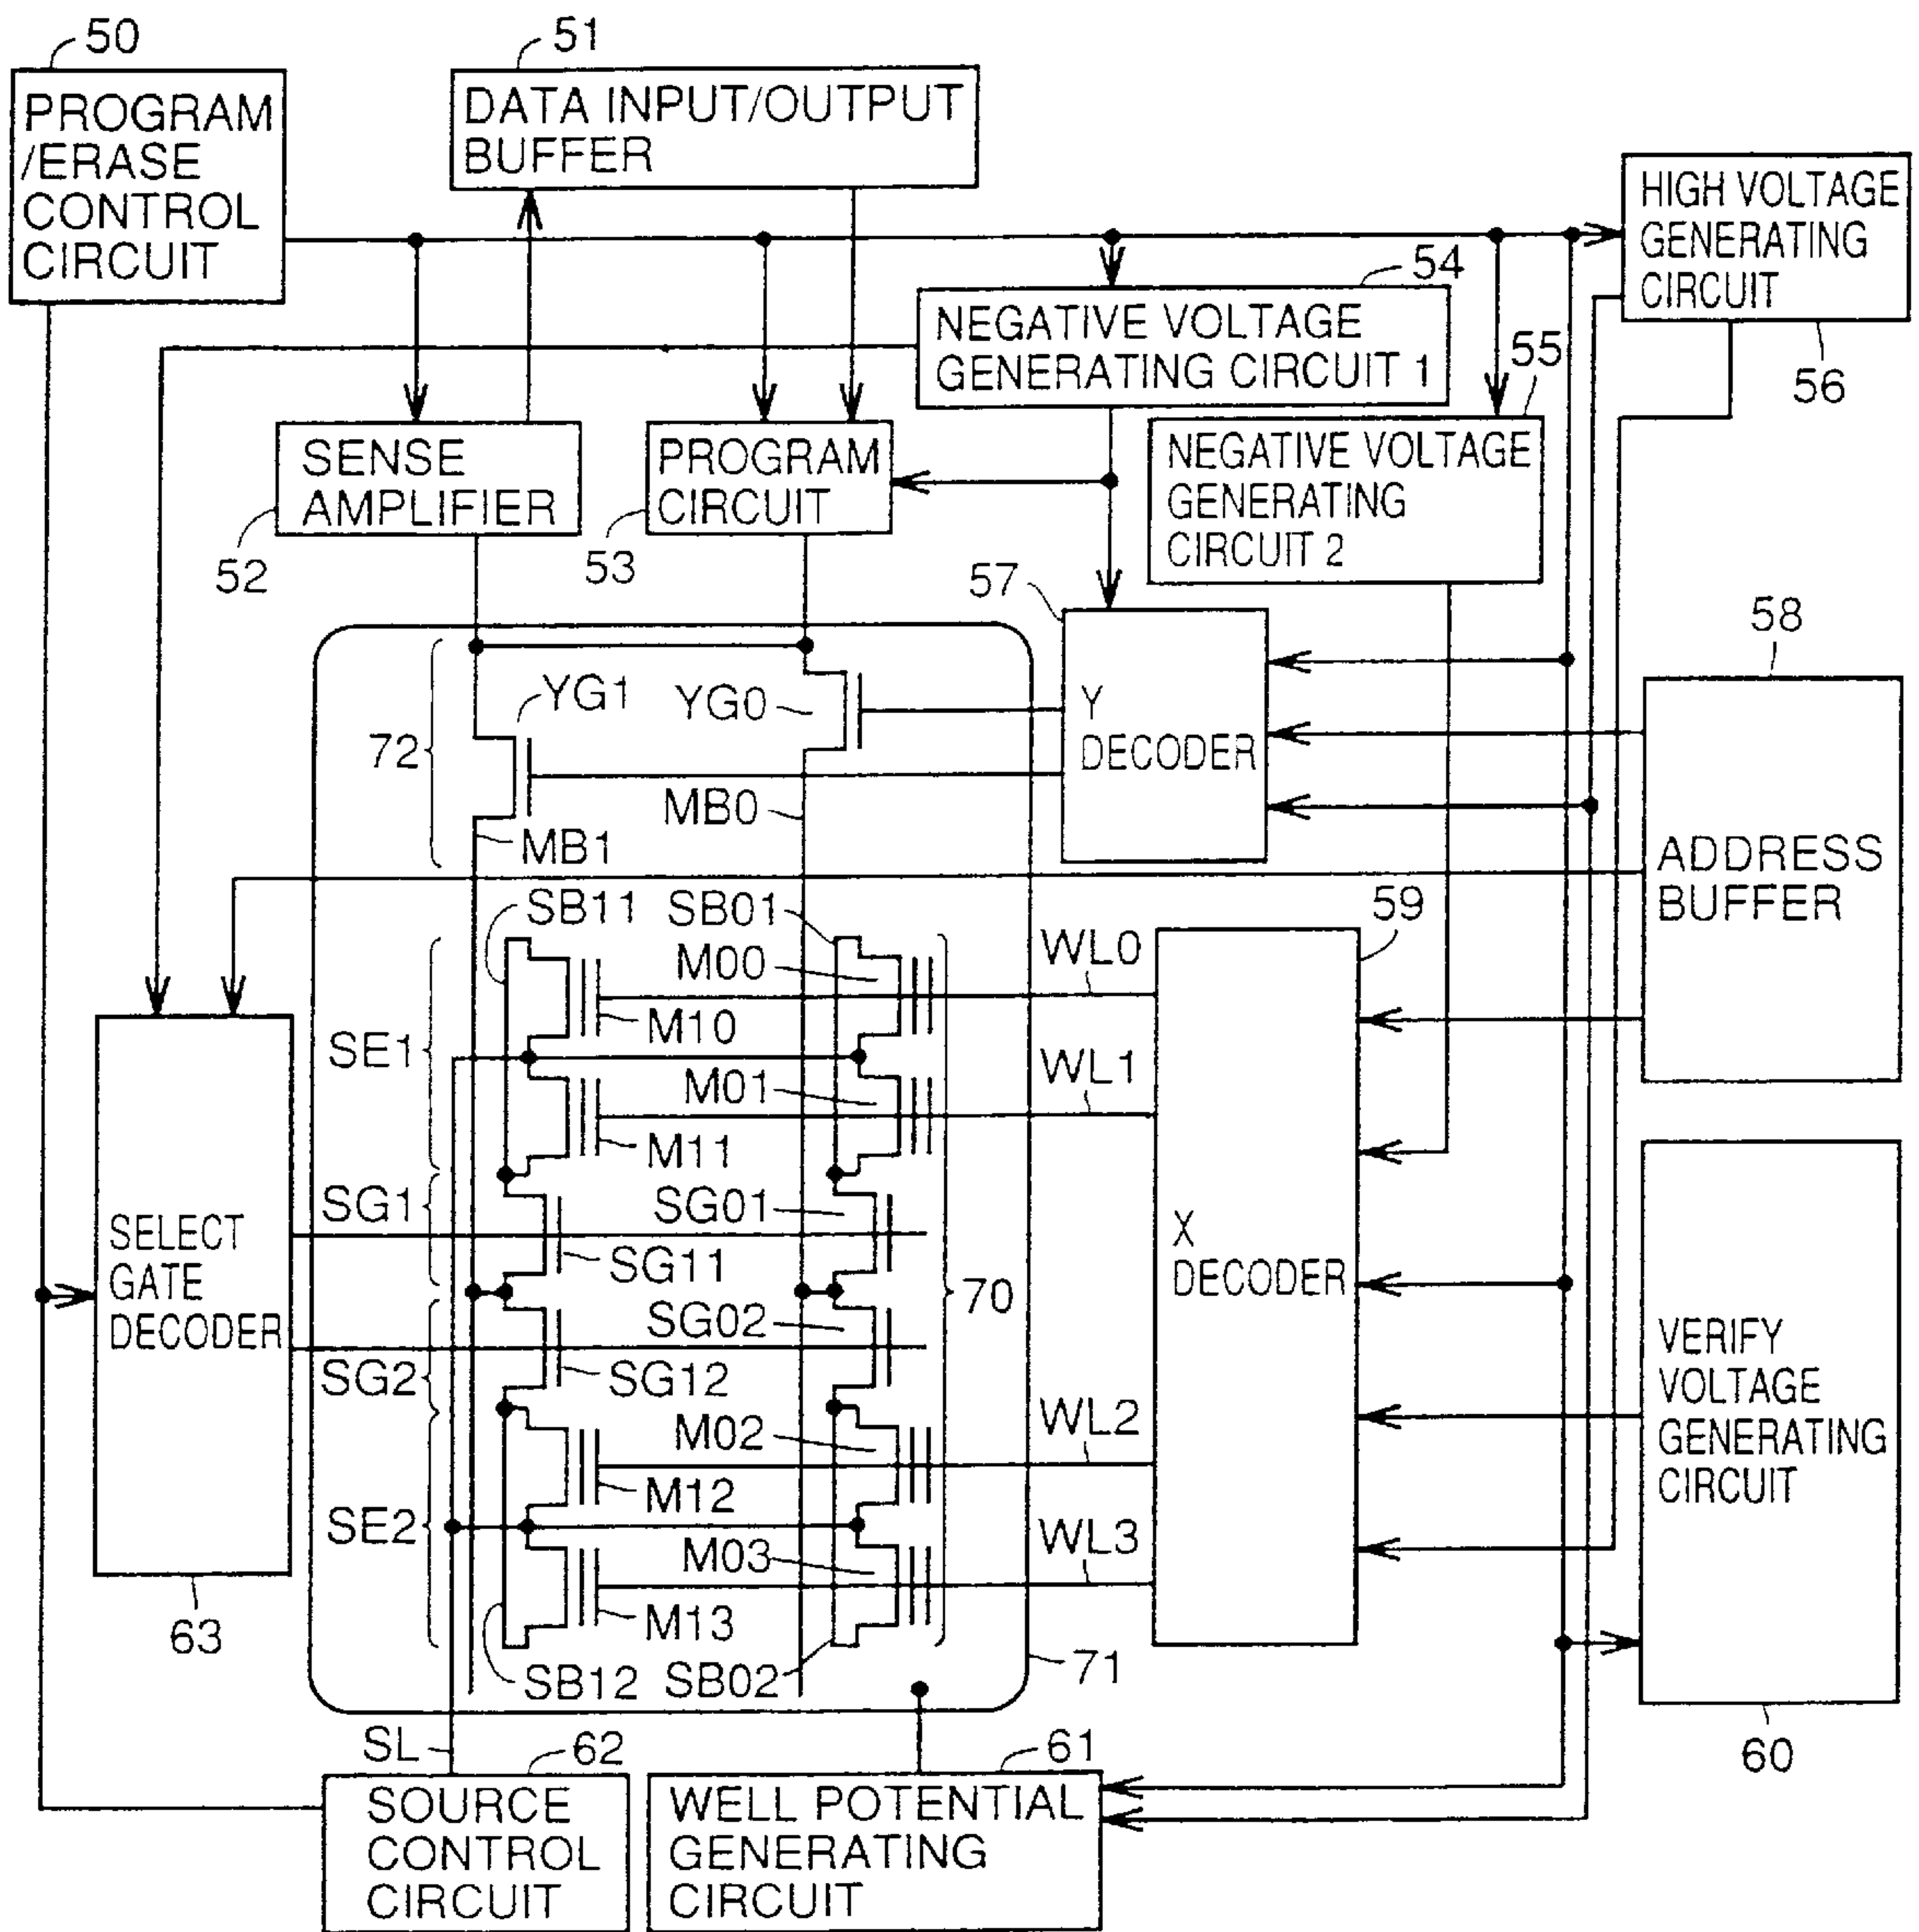 50
51
PROGRAM
/ERASE
CONTROL
CIRCUIT
DATA INPUT/OUTPUT
BUFFER
HIGH VOLTAGE
GENERATING
CIRCUIT
56
54
NEGATIVE VOLTAGE
GENERATING CIRCUIT 1
55
NEGATIVE VOLTAGE
GENERATING
CIRCUIT 2
SENSE
AMPLIFIER
52
PROGRAM
CIRCUIT
53
57
Y
DECODER
58
ADDRESS
BUFFER
72
YG1
YG0
MB0
MB1
SB11
SB01
59
M00
WL0
M10
SE1
M01
WL1
M11
SG1
SG01
SG11
SELECT
GATE
DECODER
63
X
DECODER
70
SG02
SG2
SG12
M02
WL2
M12
SE2
M03
WL3
M13
SB12
SB02
71
VERIFY
VOLTAGE
GENERATING
CIRCUIT
60
SL
62
61
SOURCE
CONTROL
CIRCUIT
WELL POTENTIAL
GENERATING
CIRCUIT